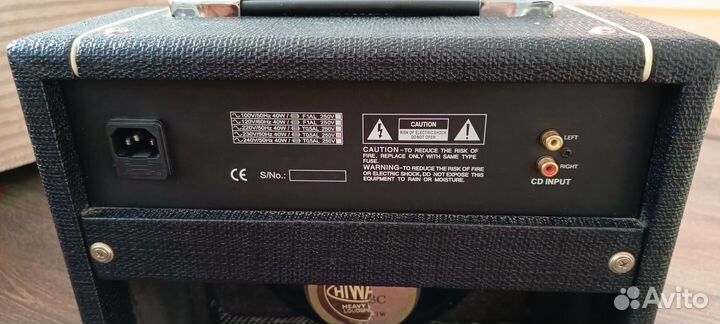 100V/50Hz 40W / F1AL 250V
120V/60Hz 40W / F1AL 250V
220V/50Hz 40W / T0.5AL 250V
230V/50Hz 40W / T0.5AL 250V
240V/50Hz 40W / T0.5AL 250V
CE S/No.:
CAUTION
RISK OF ELECTRIC SHOCK
DO NOT OPEN
CAUTION-TO REDUCE THE RISK OF
FIRE, REPLACE ONLY WITH SAME TYPE
FUSE.
WARNING-TO REDUCE THE RISK OF FIRE
OR ELECTRIC SHOCK, DO NOT EXPOSE THIS
EQUIPMENT TO RAIN OR MOISTURE.
LEFT
RIGHT
CD INPUT
HIWA
HEAVY
LOUDSP
Avito